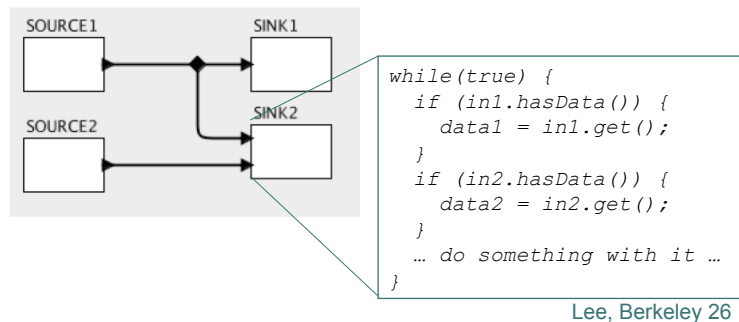 SOURCE1
SINK1
SOURCE2
SINK2
while(true) {
if (in1.hasData()) {
data1 = in1.get();
}
if (in2.hasData()) {
data2 = in2.get();
}
… do something with it …
}
Lee, Berkeley 26